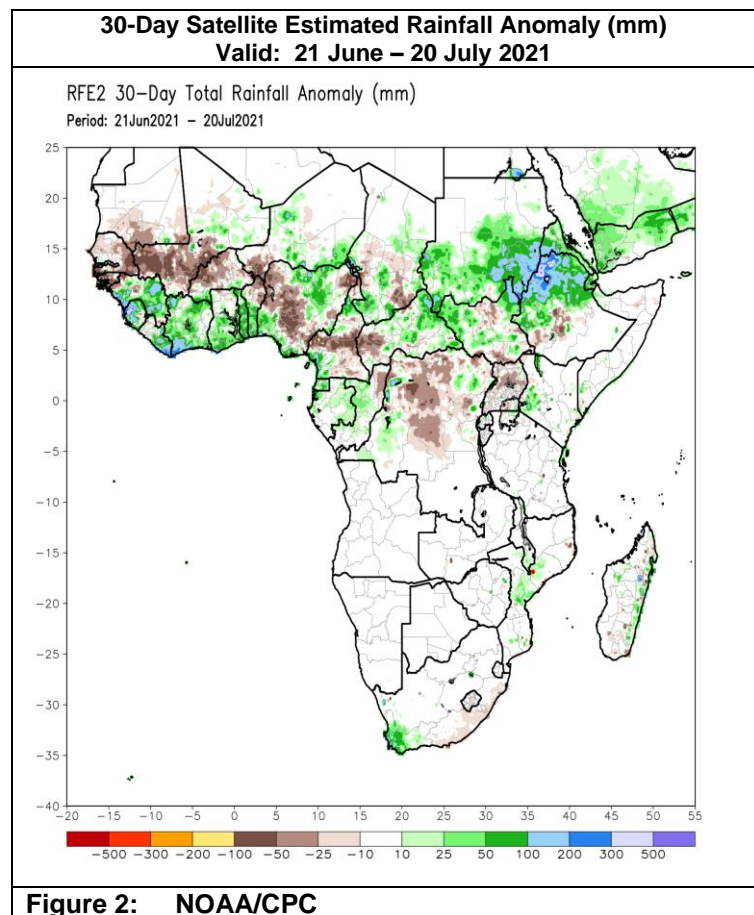 30-Day Satellite Estimated Rainfall Anomaly (mm)
Valid: 21 June – 20 July 2021
RFE2 30-Day Total Rainfall Anomaly (mm)
Period: 21Jun2021 – 20Jul2021
25
20
15
10
5
0
−5
−10
−15
−20
−25
−30
−35
−40
−20 −15 −10 −5 0 5 10 15 20 25 30 35 40 45 50 55
−500 −300 −200 −100 −50 −25 −10 10 25 50 100 200 300 500
Figure 2: NOAA/CPC